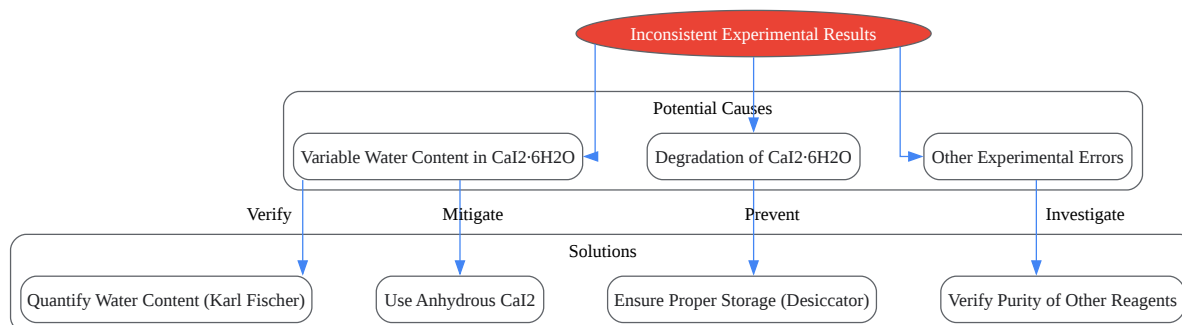 Inconsistent Experimental Results
Potential Causes
Variable Water Content in CaI2·6H2O
Degradation of CaI2·6H2O
Other Experimental Errors
Verify
Mitigate
Prevent
Investigate
Solutions
Quantify Water Content (Karl Fischer)
Use Anhydrous CaI2
Ensure Proper Storage (Desiccator)
Verify Purity of Other Reagents